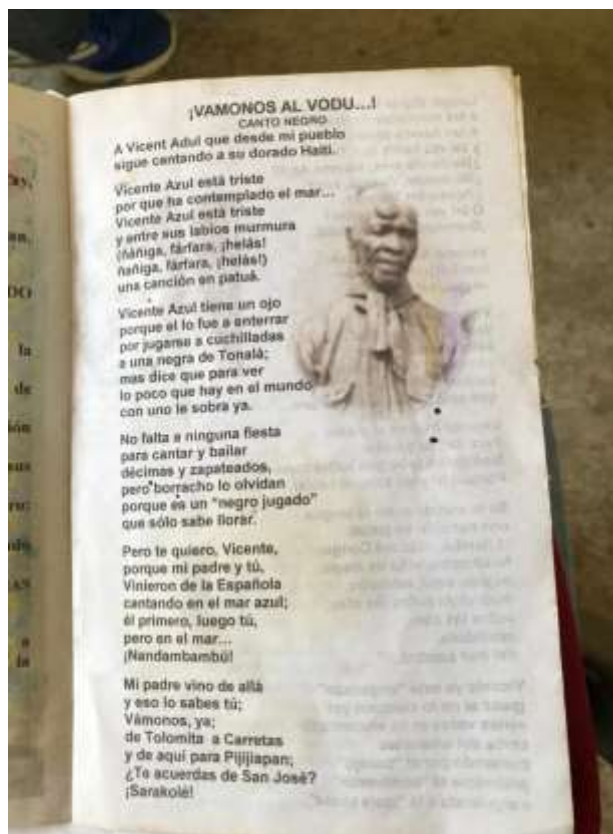 ¡VAMONOS AL VODU...!
CANTO NEGRO
A Vicent Adul que desde mi pueblo
sigue cantando a su dorado Haití.
Vicente Azul está triste
por que ha contemplado el mar...
Vicente Azul está triste
y entre sus labios murmura
(ñáñiga, fárfara, ¡helás!
ñañiga, fárfara, ¡helás!)
una canción en patuá.
Vicente Azul tiene un ojo
porque el lo fue a enterrar
por jugarse a cuchilladas
a una negra de Tonalá;
mas dice que para ver
lo poco que hay en el mundo
con uno le sobra ya.
No falta a ninguna fiesta
para cantar y bailar
décimas y zapateados,
pero borracho lo olvidan
porque es un "negro jugado"
que sólo sabe llorar.
Pero te quiero, Vicente,
porque mi padre y tú,
Vinieron de la Española
cantando en el mar azul;
él primero, luego tú,
pero en el mar...
¡Nandambambú!
Mi padre vino de allá
y eso lo sabes tú;
Vámonos, ya;
de Tolomita a Carretas
y de aquí para Pijijiapan;
¿Te acuerdas de San José?
¡Sarakolé!
DO
la
de
sus
a
la